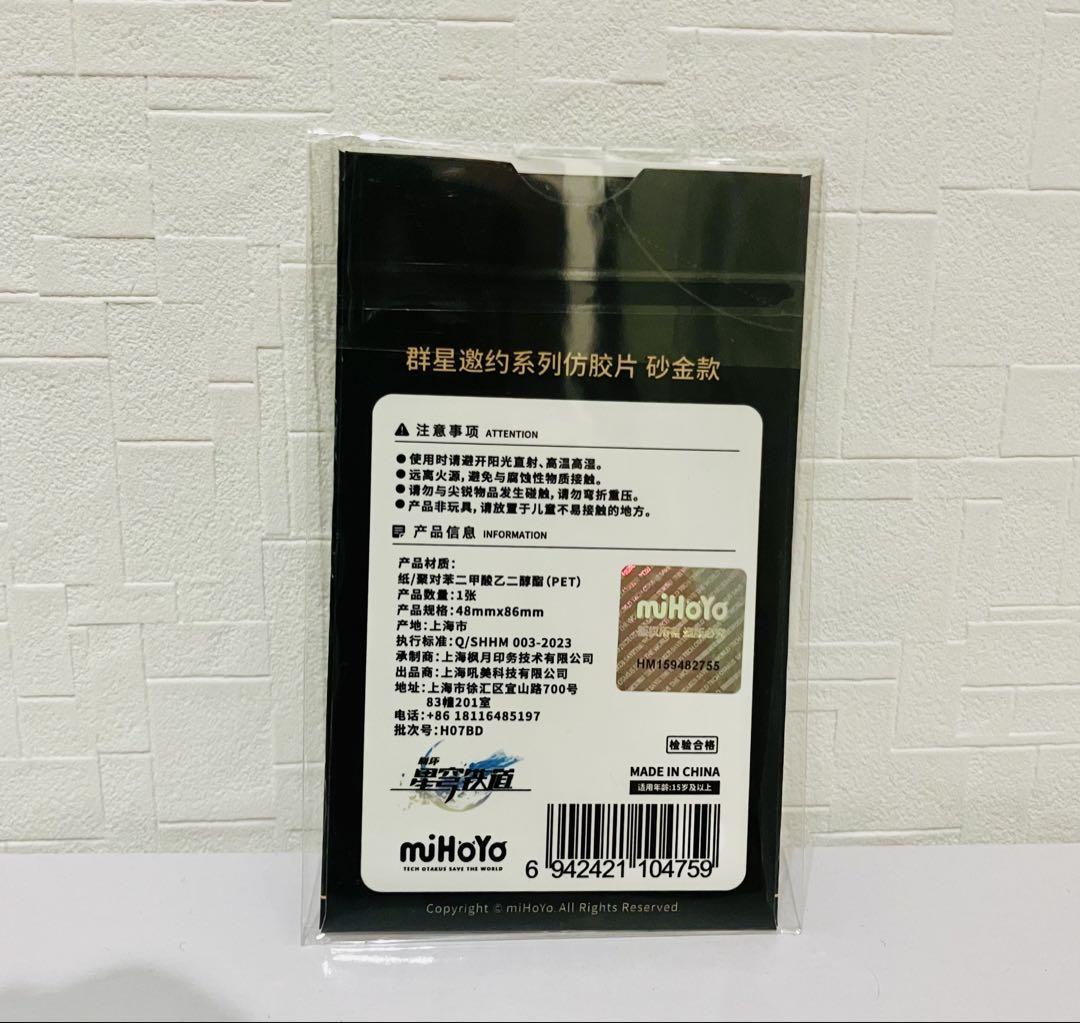 群星邀约系列仿胶片 砂金款
注意事项 ATTENTION
●使用时请避开阳光直射、高温高湿。
●远离火源，避免与腐蚀性物质接触。
●请勿与尖锐物品发生碰触，请勿弯折重压。
●产品非玩具，请放置于儿童不易接触的地方。
产品信息 INFORMATION
产品材质：
纸/聚对苯二甲酸乙二醇酯（PET）
产品数量：1张
产品规格：48mmx86mm
产地：上海市
执行标准：Q/SHHM 003-2023
承制商：上海枫月印务技术有限公司
出品商：上海吼美科技有限公司
地址：上海市徐汇区宜山路700号
83幢201室
电话：+86 18116485197
批次号：H07BD
miHoYo
HM159482755
检验合格
MADE IN CHINA
适用年龄：15岁及以上
崩坏
星穹铁道
miHoYo
TECH OTAKUS SAVE THE WORLD
6 942421 104759
Copyright © miHoYo. All Rights Reserved.